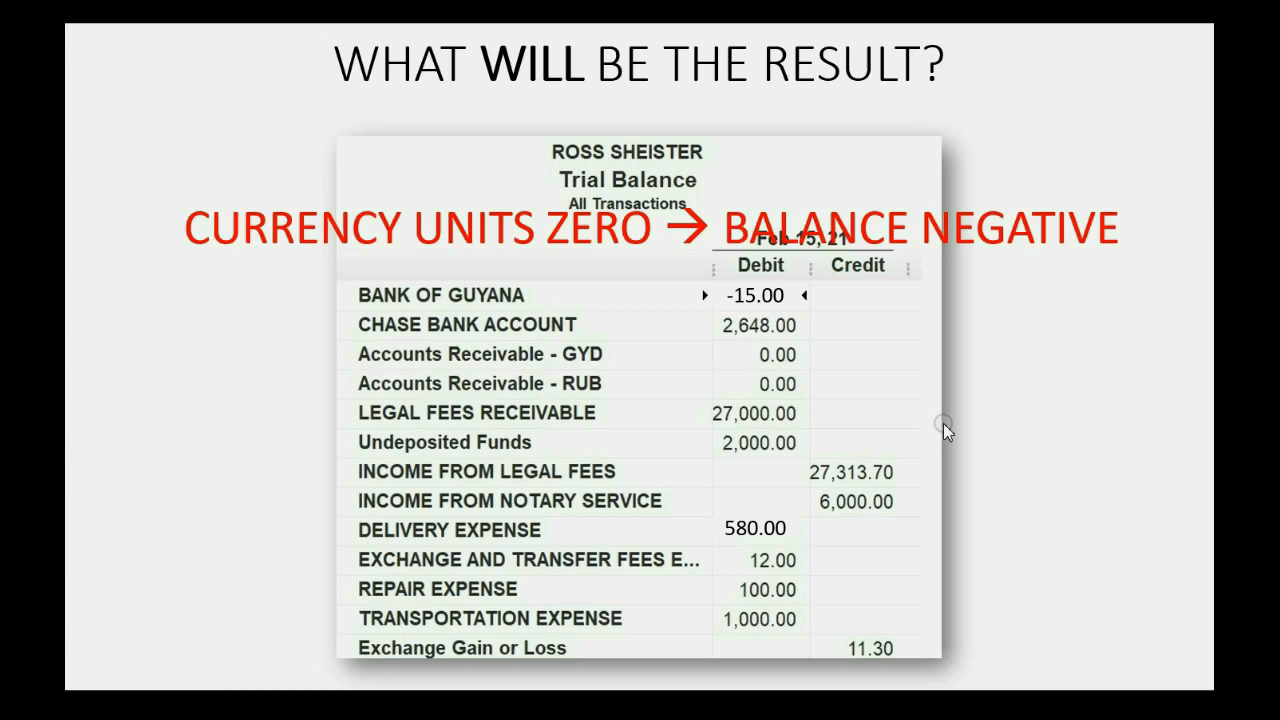 WHAT WILL BE THE RESULT?
ROSS SHEISTER
Trial Balance
All Transactions
CURRENCY UNITS ZERO → BALANCE NEGATIVE
Feb 15, 21
Debit Credit
BANK OF GUYANA -15.00
CHASE BANK ACCOUNT 2,648.00
Accounts Receivable - GYD 0.00
Accounts Receivable - RUB 0.00
LEGAL FEES RECEIVABLE 27,000.00
Undeposited Funds 2,000.00
INCOME FROM LEGAL FEES 27,313.70
INCOME FROM NOTARY SERVICE 6,000.00
DELIVERY EXPENSE 580.00
EXCHANGE AND TRANSFER FEES E... 12.00
REPAIR EXPENSE 100.00
TRANSPORTATION EXPENSE 1,000.00
Exchange Gain or Loss 11.30